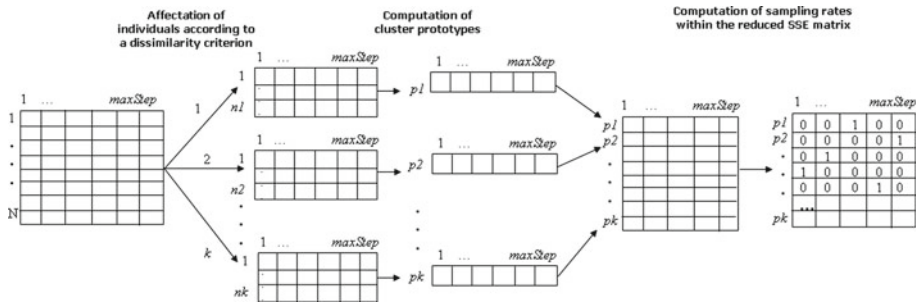 Affectation of
individuals according to
a dissimilarity criterion
Computation of
cluster prototypes
Computation of sampling rates
within the reduced SSE matrix
1 ... maxStep
1
N
1
2
k
1 ... maxStep
1
n1
1 ... maxStep
1
n2
1 ... maxStep
1
nk
1 ... maxStep
p1
1 ... maxStep
p2
1 ... maxStep
pk
1 ... maxStep
p1
p2
pk
1 ... maxStep
p1 0 0 1 0 0
p2 0 0 0 0 1
0 1 0 0 0
1 0 0 0 0
0 0 0 1 0
...
pk